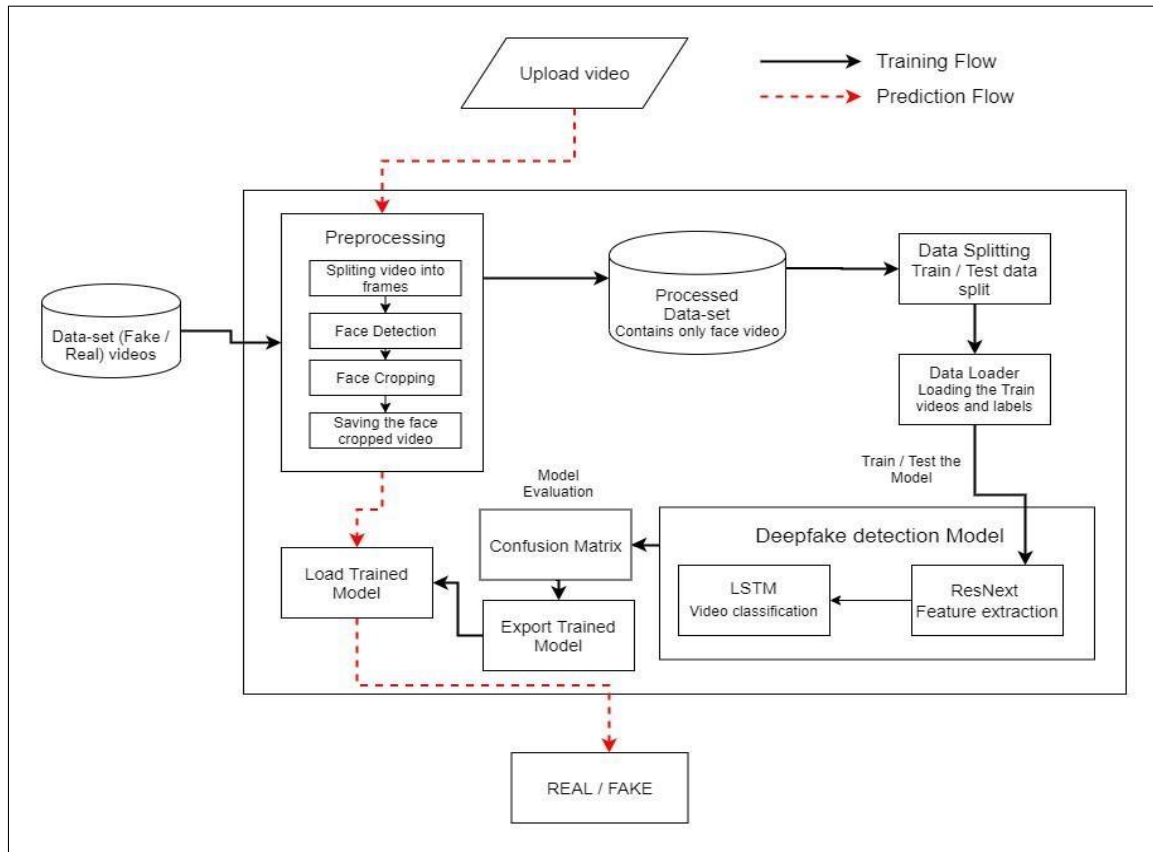 Upload video
Training Flow
Prediction Flow
Preprocessing
Spliting video into
frames
Face Detection
Face Cropping
Saving the face
cropped video
Data-set (Fake /
Real) videos
Processed
Data-set
Contains only face video
Data Splitting
Train / Test data
split
Data Loader
Loading the Train
videos and labels
Train / Test the
Model
Model
Evaluation
Confusion Matrix
Deepfake detection Model
LSTM
Video classification
ResNext
Feature extraction
Load Trained
Model
Export Trained
Model
REAL / FAKE